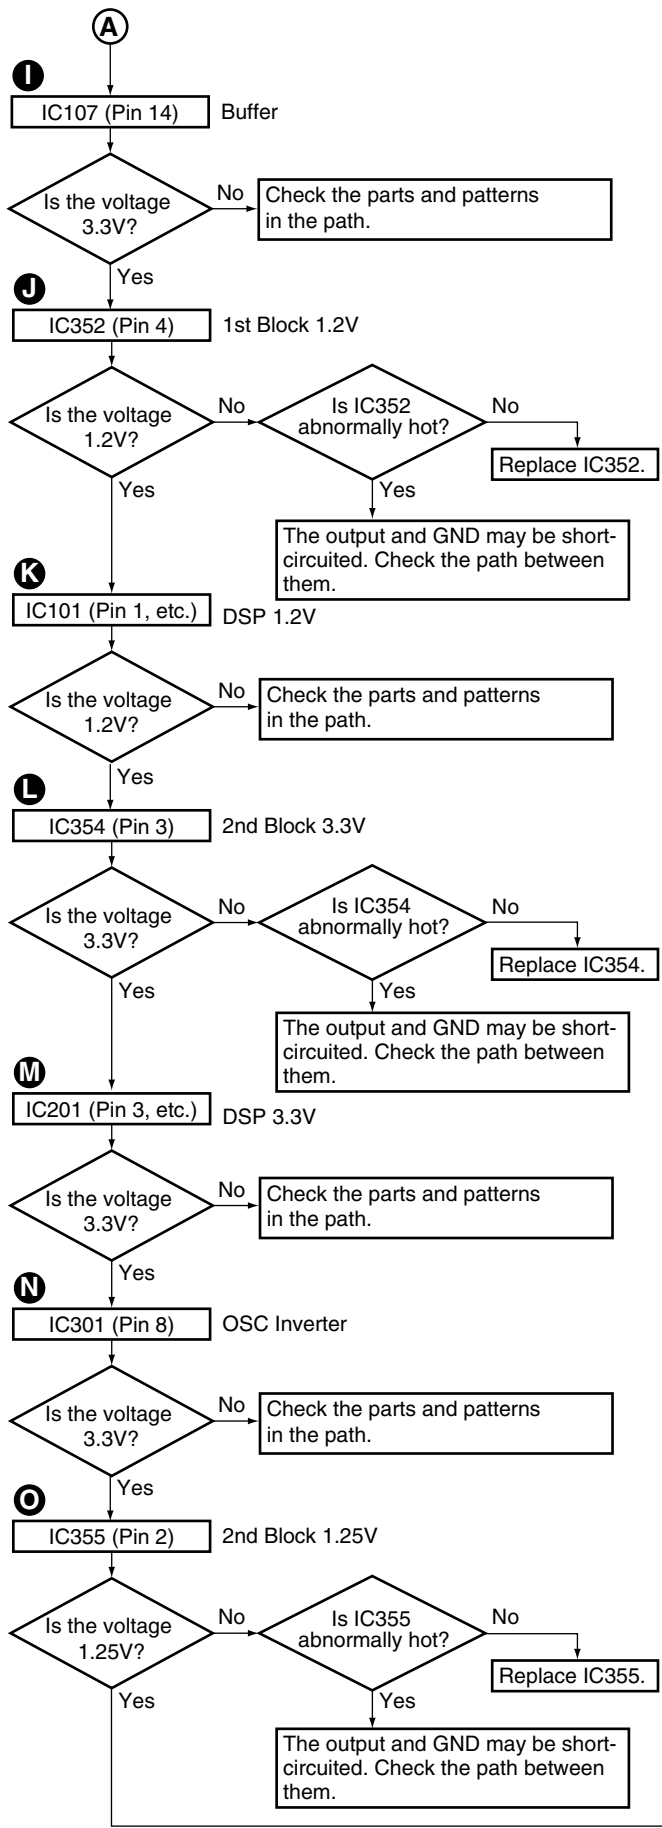 A
I
IC107 (Pin 14) Buffer
Is the voltage
3.3V?
No
Check the parts and patterns
in the path.
Yes
J
IC352 (Pin 4) 1st Block 1.2V
Is the voltage
1.2V?
No
Is IC352
abnormally hot?
No
Replace IC352.
Yes
Yes
The output and GND may be short-
circuited. Check the path between
them.
K
IC101 (Pin 1, etc.) DSP 1.2V
Is the voltage
1.2V?
No
Check the parts and patterns
in the path.
Yes
L
IC354 (Pin 3) 2nd Block 3.3V
Is the voltage
3.3V?
No
Is IC354
abnormally hot?
No
Replace IC354.
Yes
Yes
The output and GND may be short-
circuited. Check the path between
them.
M
IC201 (Pin 3, etc.) DSP 3.3V
Is the voltage
3.3V?
No
Check the parts and patterns
in the path.
Yes
N
IC301 (Pin 8) OSC Inverter
Is the voltage
3.3V?
No
Check the parts and patterns
in the path.
Yes
O
IC355 (Pin 2) 2nd Block 1.25V
Is the voltage
1.25V?
No
Is IC355
abnormally hot?
No
Replace IC355.
Yes
Yes
The output and GND may be short-
circuited. Check the path between
them.